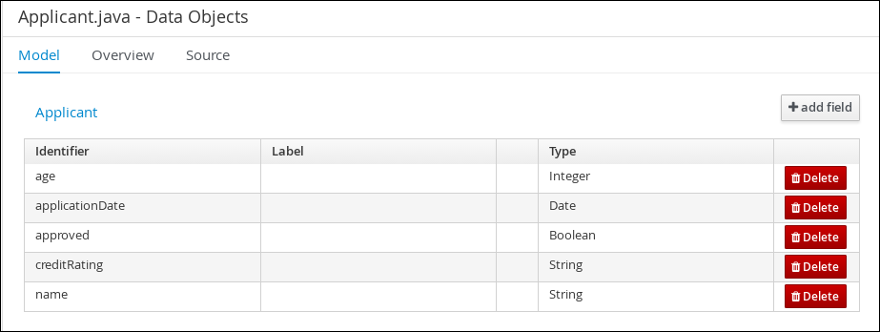 Applicant.java - Data Objects
Model Overview Source
Applicant
+ add field
Identifier Label Type
age Integer Delete
applicationDate Date Delete
approved Boolean Delete
creditRating String Delete
name String Delete